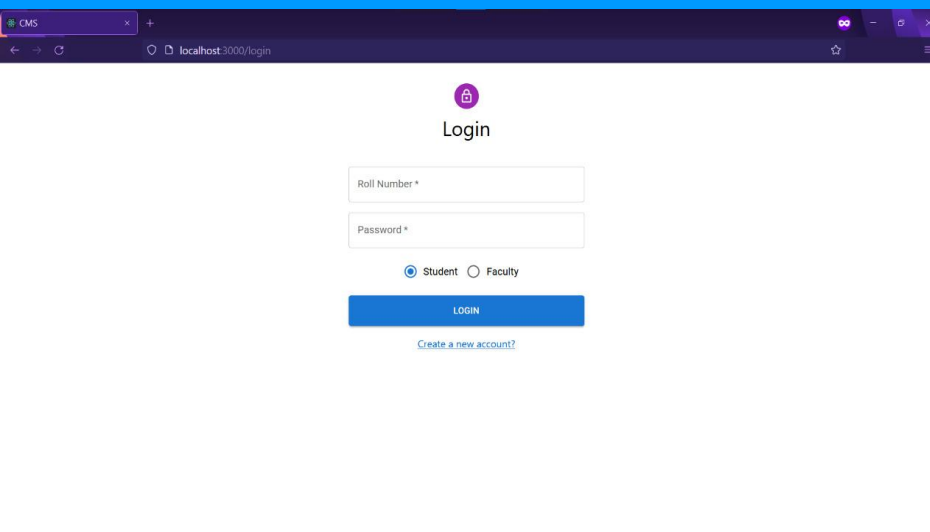 CMS
localhost:3000/login
Login
Roll Number *
Password *
Student Faculty
LOGIN
Create a new account?